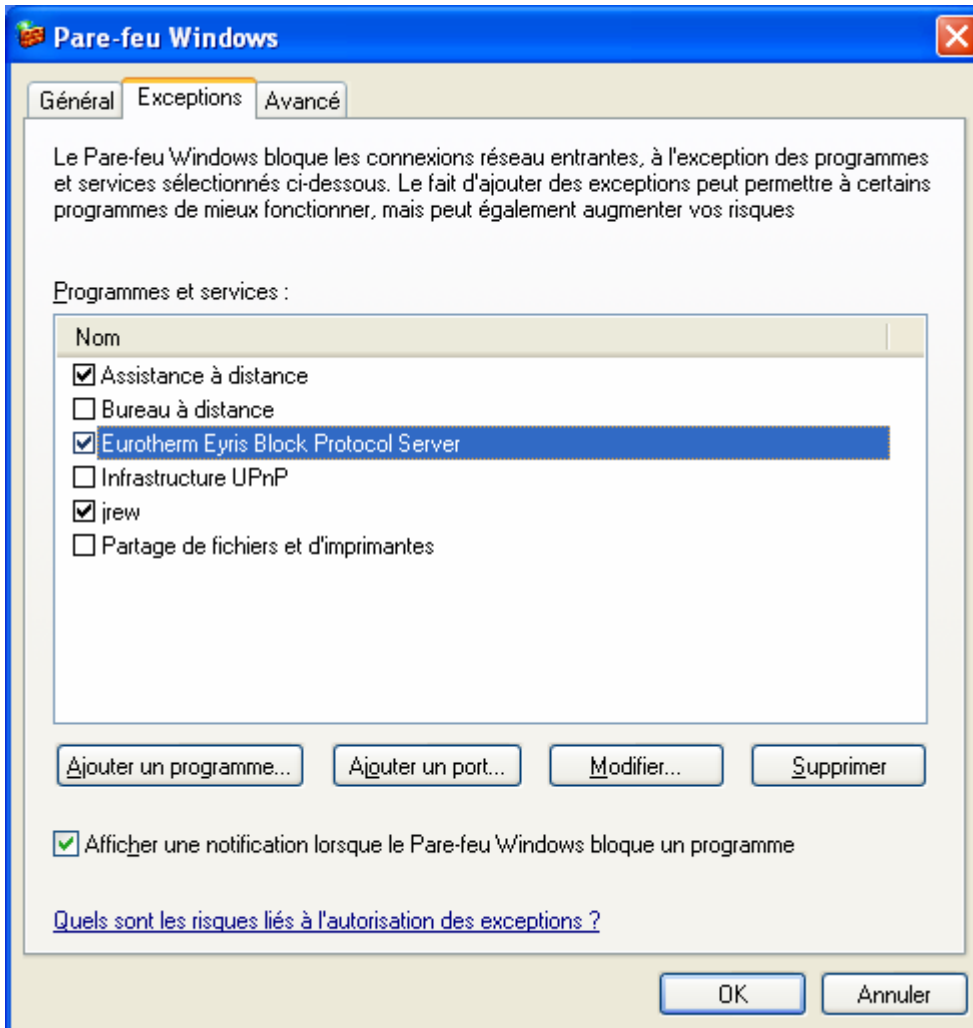 Pare-feu Windows
Général Exceptions Avancé
Le Pare-feu Windows bloque les connexions réseau entrantes, à l'exception des programmes
et services sélectionnés ci-dessous. Le fait d'ajouter des exceptions peut permettre à certains
programmes de mieux fonctionner, mais peut également augmenter vos risques
Programmes et services :
Nom
Assistance à distance
Bureau à distance
Eurotherm Eyris Block Protocol Server
Infrastructure UPnP
jrew
Partage de fichiers et d'imprimantes
Ajouter un programme... Ajouter un port... Modifier... Supprimer
Afficher une notification lorsque le Pare-feu Windows bloque un programme
Quels sont les risques liés à l'autorisation des exceptions ?
OK Annuler